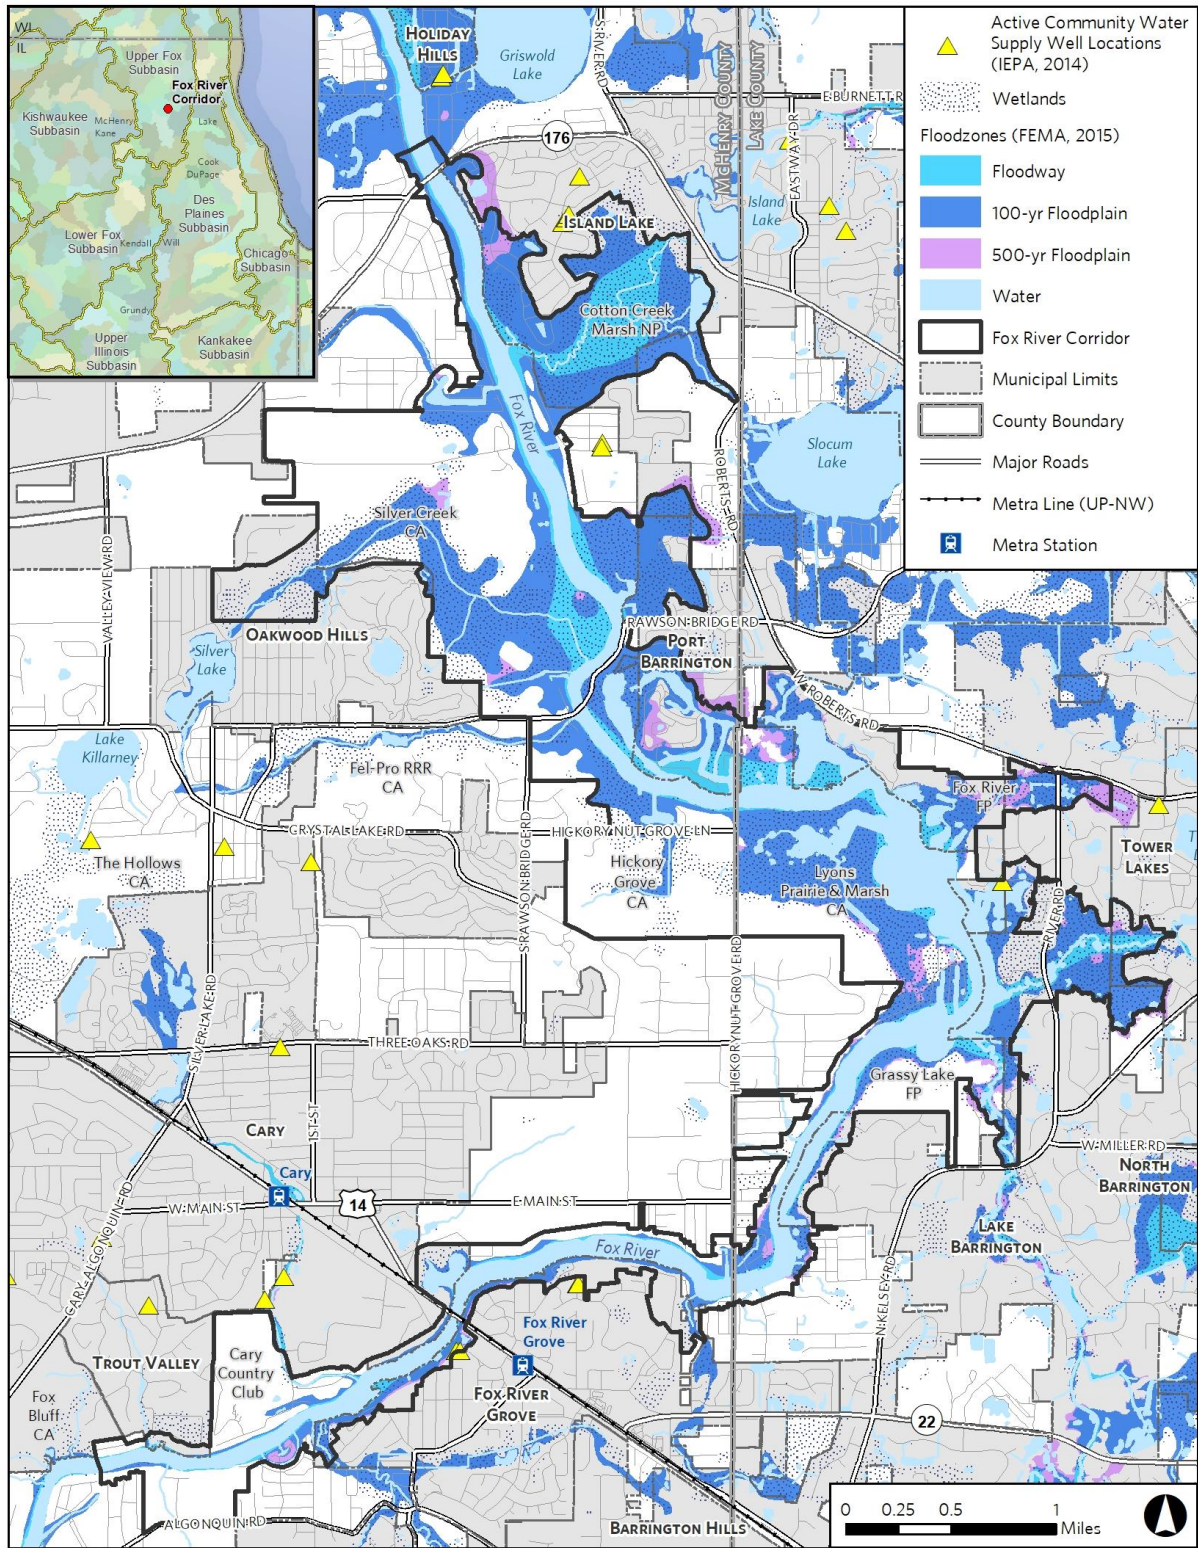 WI
IL
Upper Fox
Subbasin
Fox River
Corridor
Kishwaukee
Subbasin
McHenry
Kane
Lake
Cook
DuPage
Des
Plaines
Subbasin
Lower Fox
Subbasin
Kendall
Will
Chicago
Subbasin
Grundy
Upper
Illinois
Subbasin
Kankakee
Subbasin
Active Community Water
Supply Well Locations
(IEPA, 2014)
Wetlands
Floodzones (FEMA, 2015)
Floodway
100-yr Floodplain
500-yr Floodplain
Water
Fox River Corridor
Municipal Limits
County Boundary
Major Roads
Metra Line (UP-NW)
Metra Station
HOLIDAY
HILLS
Griswold
Lake
S RIVER RD
MCHENRY COUNTY
LAKE COUNTY
E BURNETT R
176
EASTWAY DR
ISLAND LAKE
Island
Lake
Cotton Creek
Marsh NP
Fox River
Slocum
Lake
ROBERTS RD
Silver Creek
CA
VALLEY VIEW RD
OAKWOOD HILLS
Silver
Lake
RAWSON BRIDGE RD
PORT
BARRINGTON
W ROBERTS RD
Lake
Killarney
Fel-Pro RRR
CA
Fox River
FP
CRYSTAL LAKE RD
S RAWSON BRIDGE RD
HICKORY NUT GROVE LN
The Hollows
CA
Hickory
Grove
CA
Lyons
Prairie & Marsh
CA
TOWER
LAKES
RIVER RD
HICKORY NUT GROVE RD
SILVER LAKE RD
THREE OAKS RD
Grassy Lake
FP
CARY
1ST ST
W MILLER RD
NORTH
BARRINGTON
Cary
W MAIN ST
14
E MAIN ST
LAKE
BARRINGTON
CARY-ALGONQUIN RD
Fox River
N KELSEY RD
Fox River
Grove
TROUT VALLEY
Cary
Country
Club
Fox
Bluff
CA
FOX RIVER
GROVE
22
ALGONQUIN RD
BARRINGTON HILLS
0 0.25 0.5 1
Miles